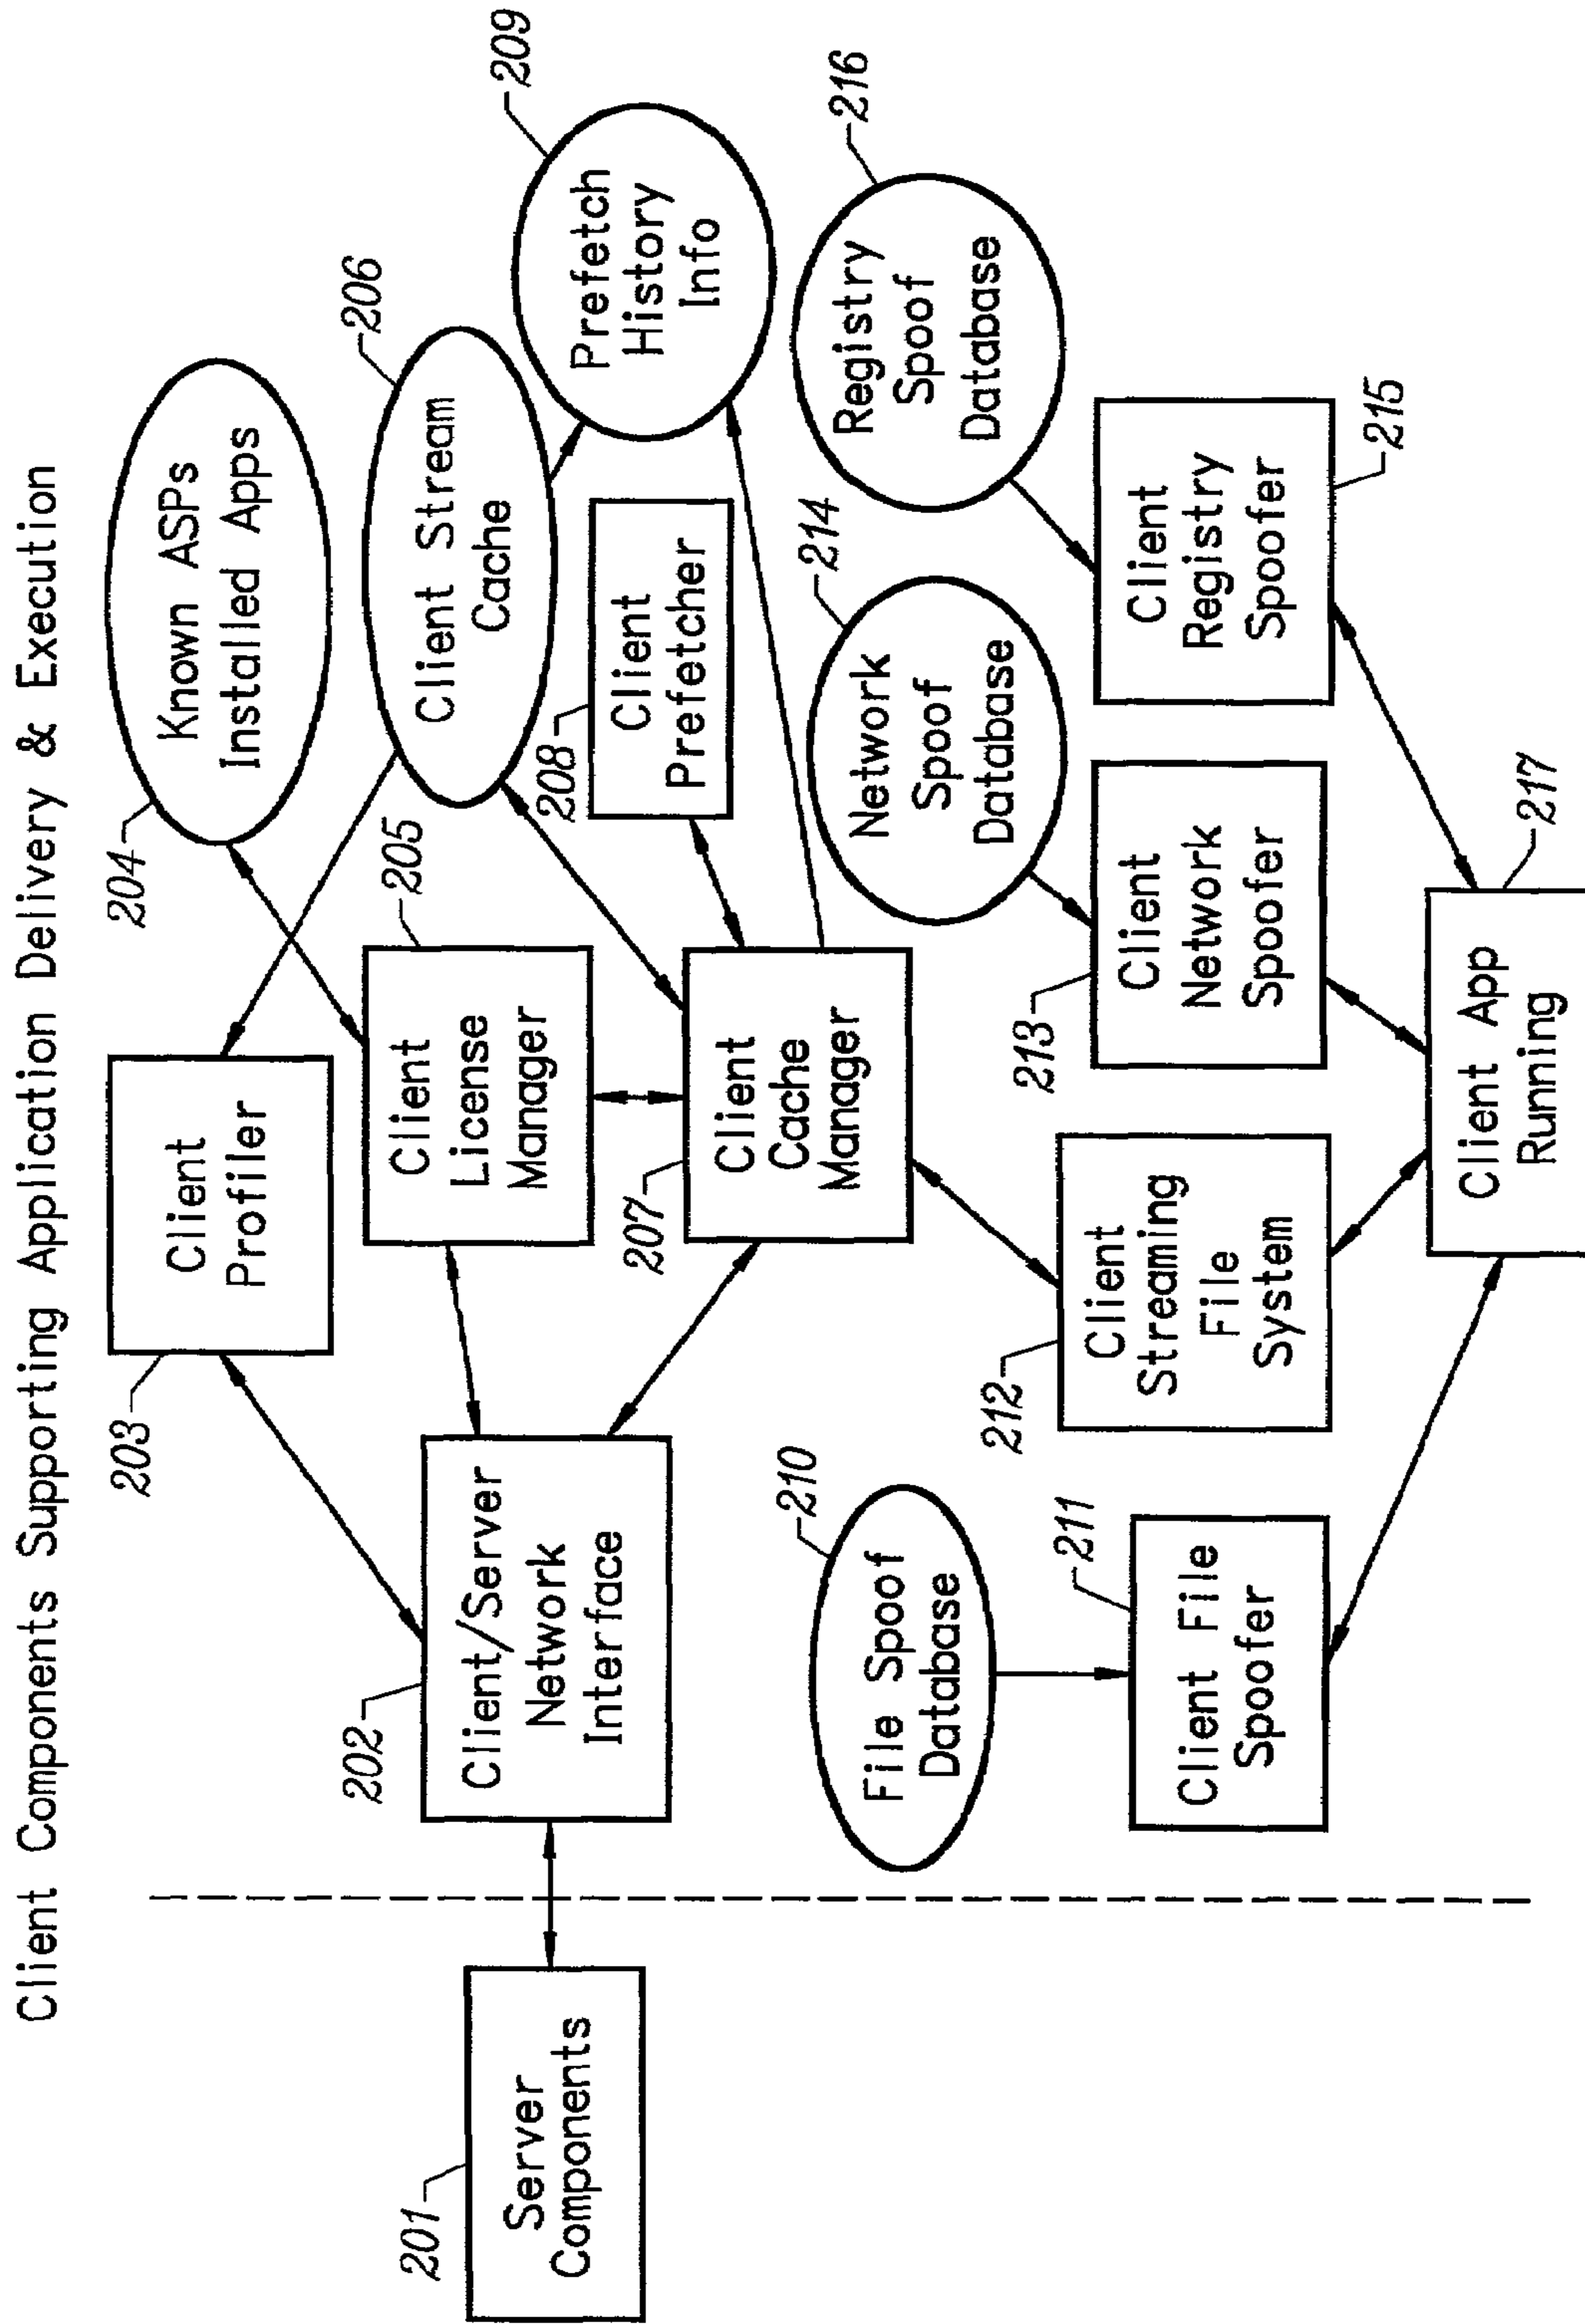 Client Components Supporting Application Delivery & Execution
204
Known ASPs
Installed Apps
203
Client
Profiler
206
Client Stream
Cache
205
Client
License
Manager
209
Prefetch
History
Info
208
Client
Prefetcher
207
Client
Cache
Manager
202
Client/Server
Network
Interface
201
Server
Components
210
File Spoof
Database
214
Network
Spoof
Database
216
Registry
Spoof
Database
211
Client File
Spoofer
212
Client
Streaming
File
System
213
Client
Network
Spoofer
215
Client
Registry
Spoofer
217
Client App
Running